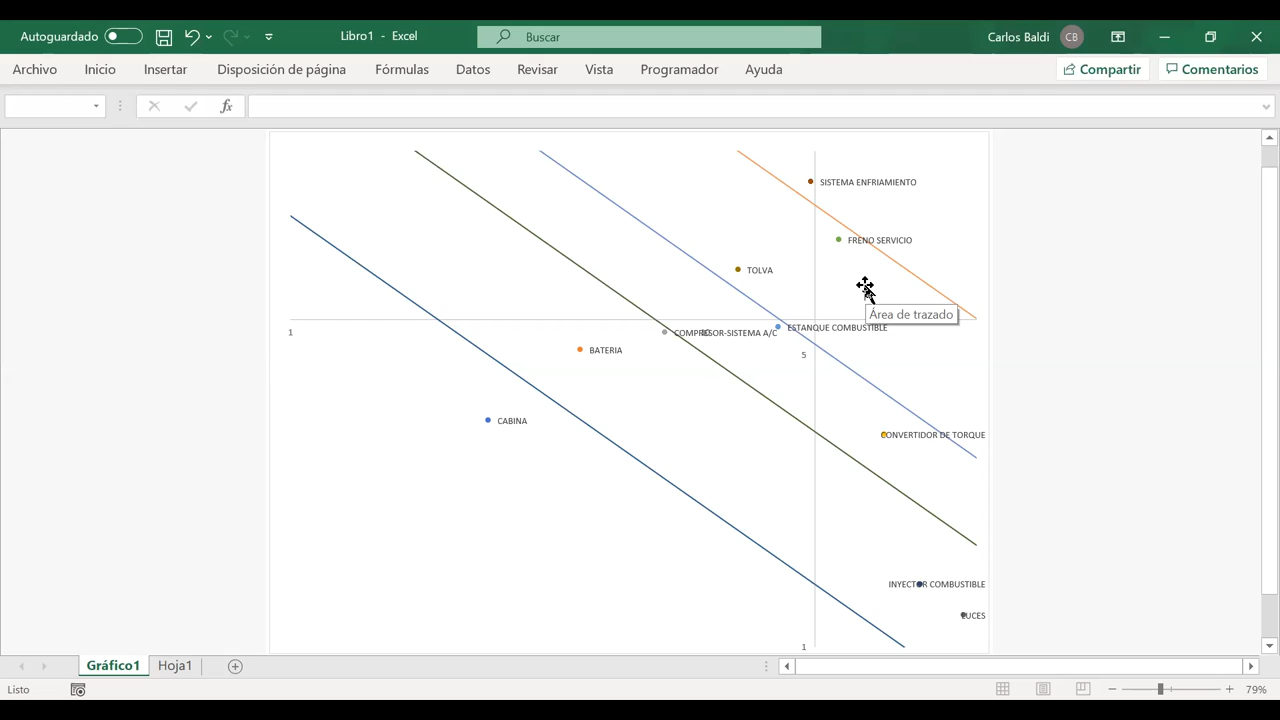 Autoguardado
Libro1 - Excel
Buscar
Carlos Baldi
CB
Archivo
Inicio
Insertar
Disposición de página
Fórmulas
Datos
Revisar
Vista
Programador
Ayuda
Compartir
Comentarios
fx
SISTEMA ENFRIAMIENTO
FRENO SERVICIO
TOLVA
Área de trazado
1
ESTANQUE COMBUSTIBLE
BATERIA
5
CABINA
CONVERTIDOR DE TORQUE
INYECTOR COMBUSTIBLE
LUCES
1
Gráfico1
Hoja1
Listo
79%